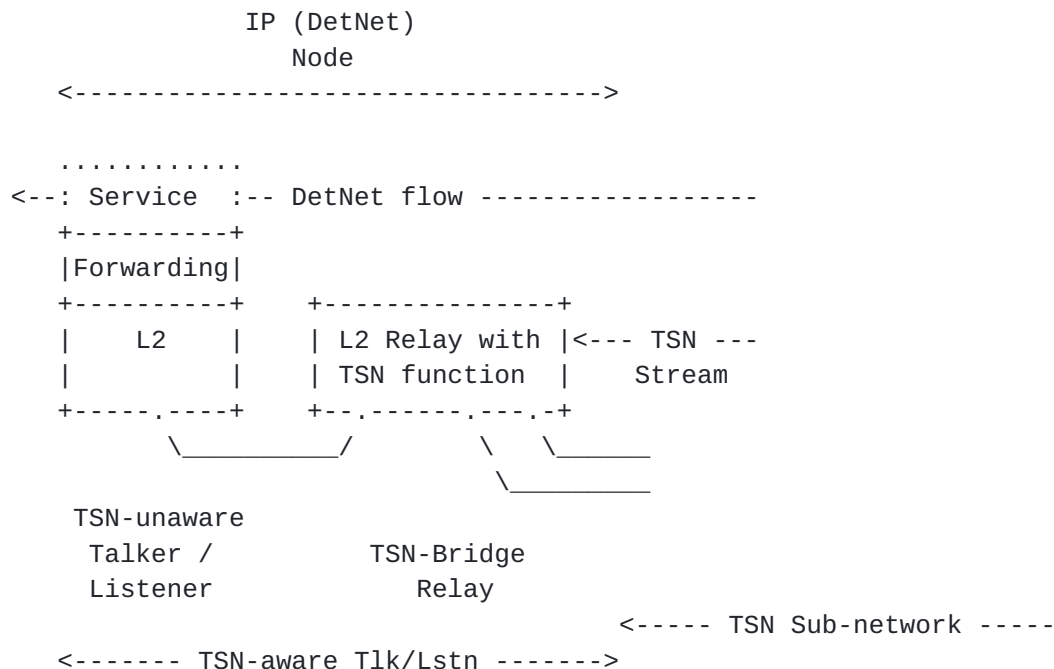 IP (DetNet)
Node
<---------------------------------->

............
<--: Service  :-- DetNet flow ------------------
+----------+
|Forwarding|
+----------+    +---------------+
|    L2    |    | L2 Relay with |<--- TSN ---
|          |    | TSN function  |    Stream
+-----.----+    +--.------.---.-+
\__________/        \   \______
\_________
TSN-unaware
Talker /          TSN-Bridge
Listener             Relay
<----- TSN Sub-network -----
<------- TSN-aware Tlk/Lstn ------->